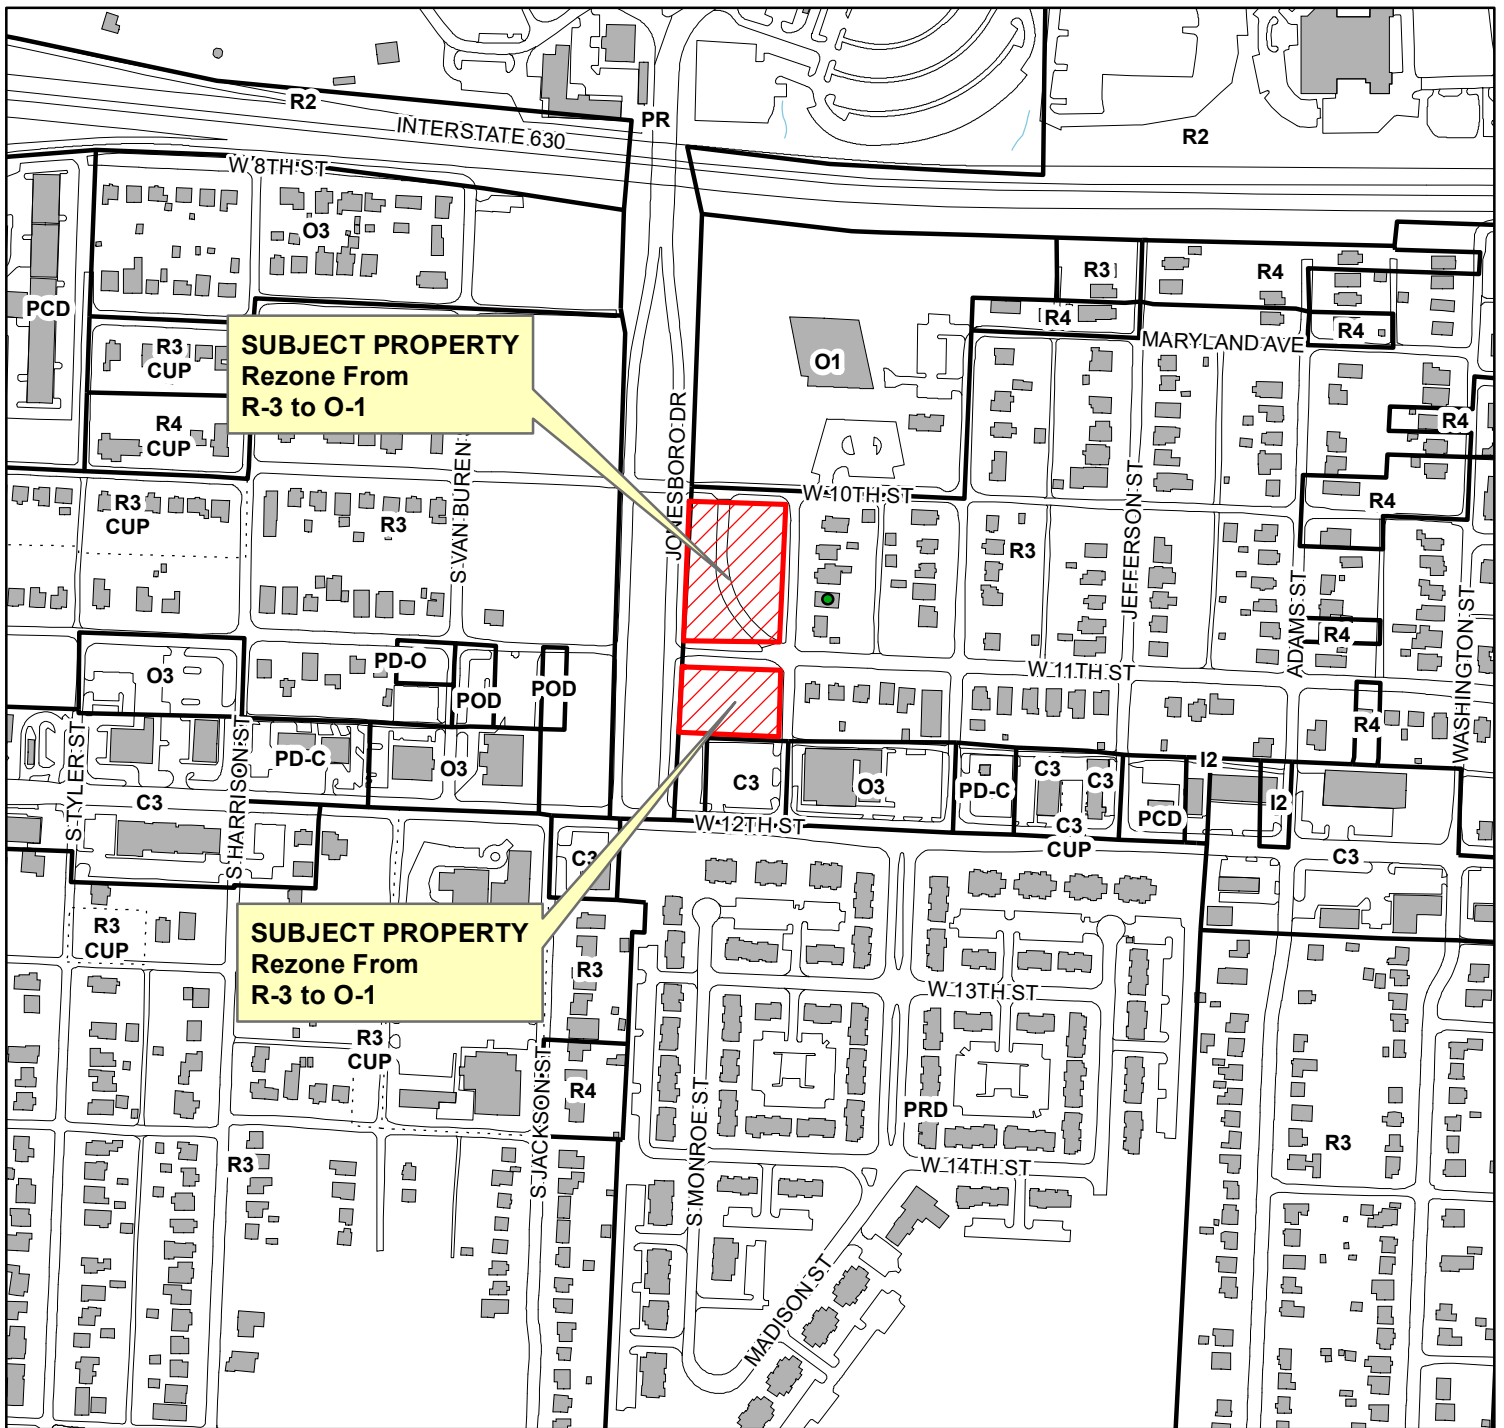 R2
INTERSTATE 630
PR
R2
W 8TH ST
O3
PCD
R3
CUP
R4
CUP
SUBJECT PROPERTY
Rezone From
R-3 to O-1
O1
R3
R4
R4
R4
MARYLAND AVE
R4
R4
JONESBORO DR
S VAN BUREN
W 10TH ST
JEFFERSON ST
R3
CUP
R3
R3
ADAMS ST
R4
WASHINGTON ST
W 11TH ST
O3
PD-O
POD
POD
R4
S TYLER ST
S HARRISON ST
PD-C
O3
C3
C3
O3
PD-C
C3
C3
I2
PCD
I2
W 12TH ST
C3
CUP
C3
C3
R3
CUP
SUBJECT PROPERTY
Rezone From
R-3 to O-1
R3
W 13TH ST
R3
CUP
S JACKSON ST
R4
S MONROE ST
PRD
W 14TH ST
R3
R3
MADISON ST